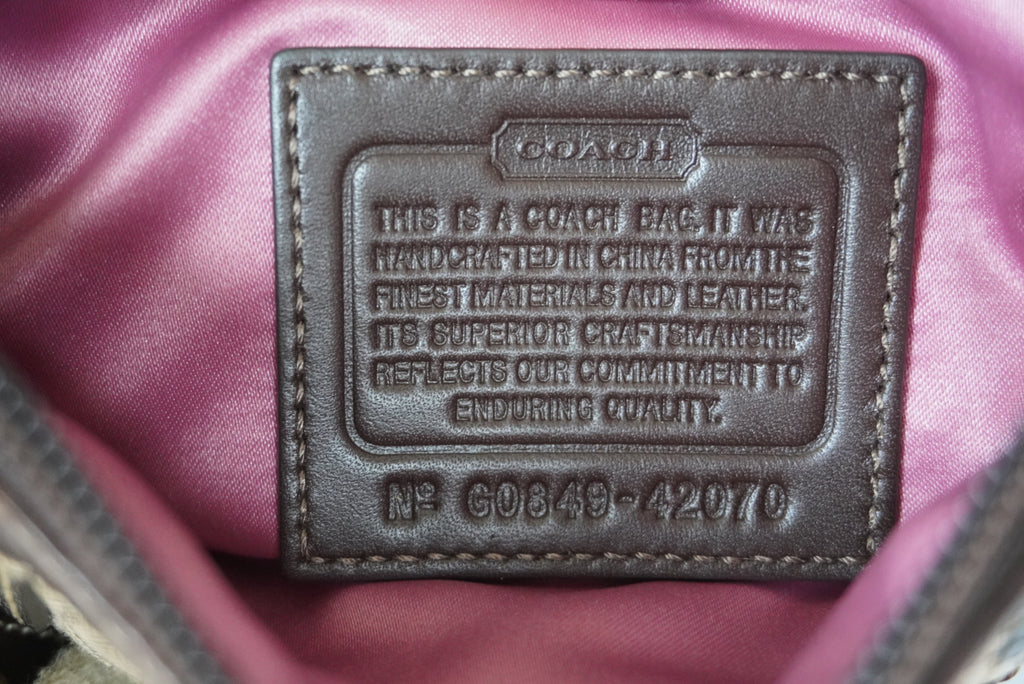 COACH
THIS IS A COACH BAG. IT WAS
HANDCRAFTED IN CHINA FROM THE
FINEST MATERIALS AND LEATHER.
ITS SUPERIOR CRAFTSMANSHIP
REFLECTS OUR COMMITMENT TO
ENDURING QUALITY.
Nº G0849-42070